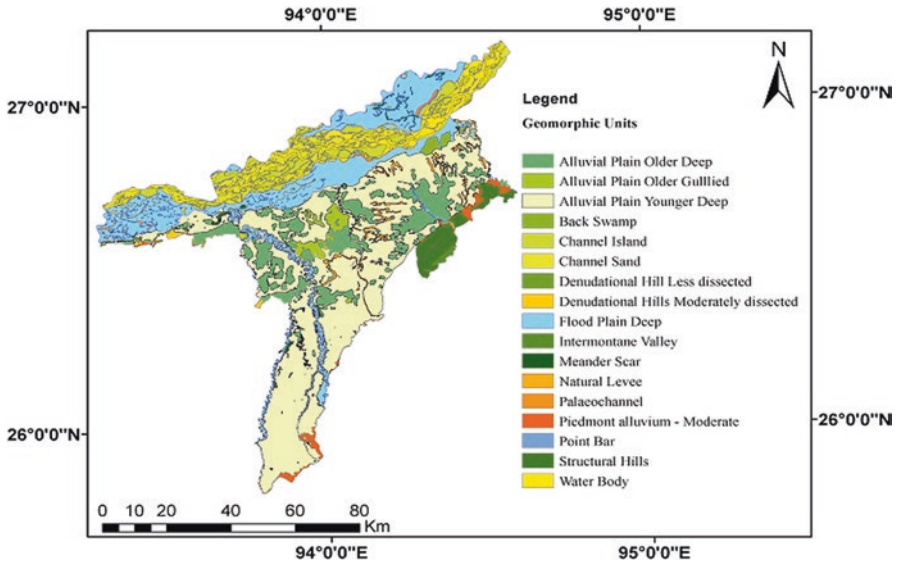 94°0'0"E 95°0'0"E
27°0'0"N 27°0'0"N
N
Legend
Geomorphic Units
Alluvial Plain Older Deep
Alluvial Plain Older Gulllied
Alluvial Plain Younger Deep
Back Swamp
Channel Island
Channel Sand
Denudational Hill Less dissected
Denudational Hills Moderately dissected
Flood Plain Deep
Intermontane Valley
Meander Scar
Natural Levee
Palaeochannel
Piedmont alluvium - Moderate
Point Bar
Structural Hills
Water Body
26°0'0"N 26°0'0"N
0 10 20 40 60 80
Km
94°0'0"E 95°0'0"E